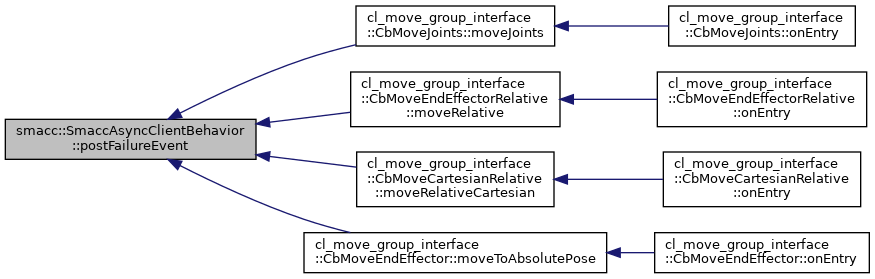 smacc::SmaccAsyncClientBehavior
::postFailureEvent
cl_move_group_interface
::CbMoveJoints::moveJoints
cl_move_group_interface
::CbMoveJoints::onEntry
cl_move_group_interface
::CbMoveEndEffectorRelative
::moveRelative
cl_move_group_interface
::CbMoveEndEffectorRelative
::onEntry
cl_move_group_interface
::CbMoveCartesianRelative
::moveRelativeCartesian
cl_move_group_interface
::CbMoveCartesianRelative
::onEntry
cl_move_group_interface
::CbMoveEndEffector::moveToAbsolutePose
cl_move_group_interface
::CbMoveEndEffector::onEntry